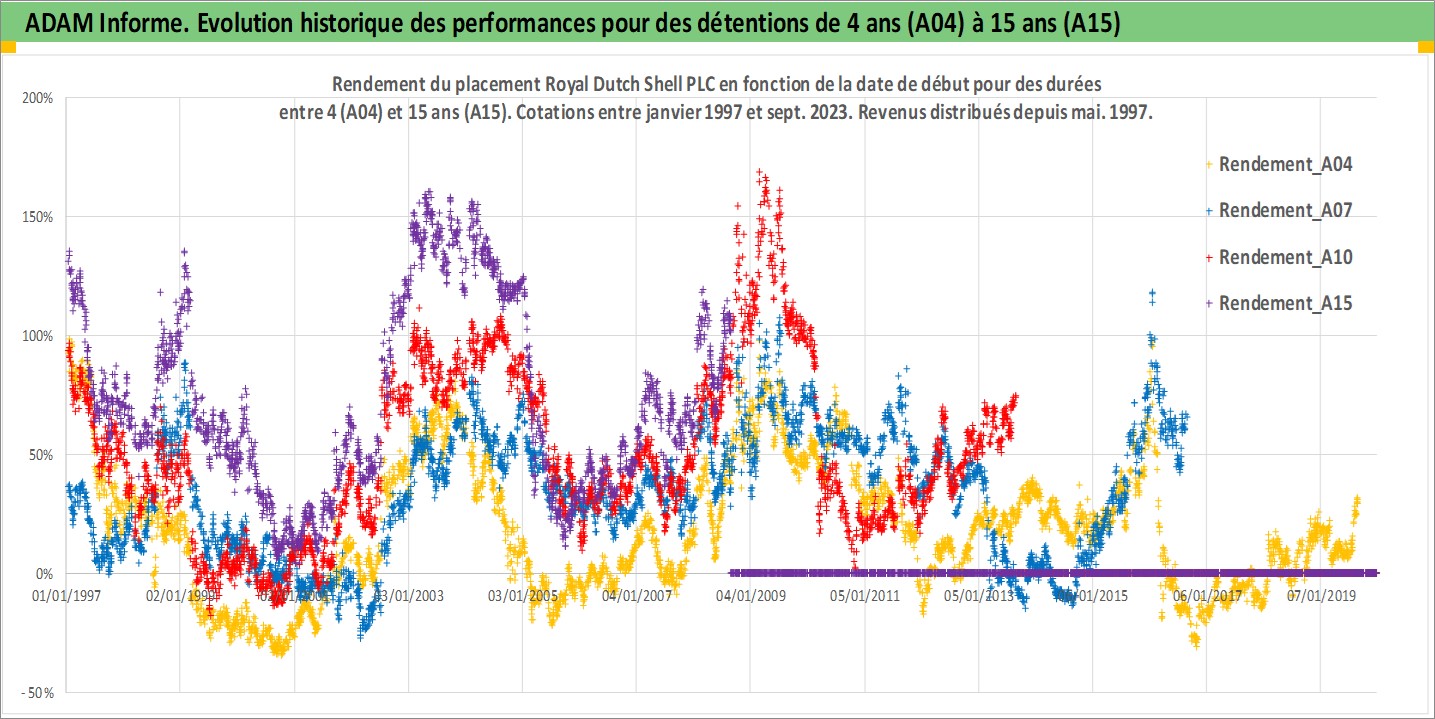 ADAM Informe. Evolution historique des performances pour des détentions de 4 ans (A04) à 15 ans (A15)
Rendement du placement Royal Dutch Shell PLC en fonction de la date de début pour des durées
entre 4 (A04) et 15 ans (A15). Cotations entre janvier 1997 et sept. 2023. Revenus distribués depuis mai. 1997.
200%
150%
100%
50%
0%
-50%
Rendement_A04
Rendement_A07
Rendement_A10
Rendement_A15
01/01/1997
03/01/2003
03/01/2005
04/01/2007
04/01/2009
05/01/2011
05/01/2013
06/01/2017
07/01/2019